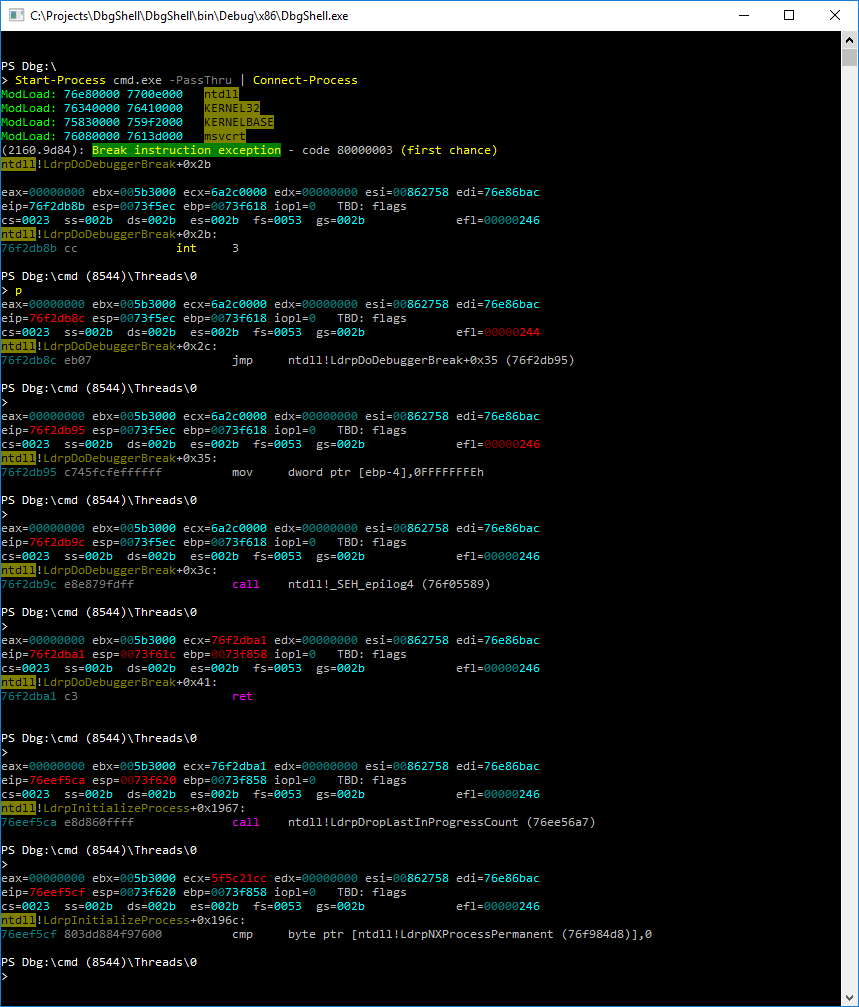 C:\Projects\DbgShell\DbgShell\bin\Debug\x86\DbgShell.exe
PS Dbg:\
> Start-Process cmd.exe -PassThru | Connect-Process
ModLoad: 76e80000 7700e000   ntdll
ModLoad: 76340000 76410000   KERNEL32
ModLoad: 75830000 759f2000   KERNELBASE
ModLoad: 76080000 7613d000   msvcrt
(2160.9d84): Break instruction exception - code 80000003 (first chance)
ntdll!LdrpDoDebuggerBreak+0x2b
eax=00000000 ebx=005b3000 ecx=6a2c0000 edx=00000000 esi=00862758 edi=76e86bac
eip=76f2db8b esp=0073f5ec ebp=0073f618 iopl=0   TBD: flags
cs=0023  ss=002b  ds=002b  es=002b  fs=0053  gs=002b             efl=00000246
ntdll!LdrpDoDebuggerBreak+0x2b:
76f2db8b cc              int     3
PS Dbg:\cmd (8544)\Threads\0
> p
eax=00000000 ebx=005b3000 ecx=6a2c0000 edx=00000000 esi=00862758 edi=76e86bac
eip=76f2db8c esp=0073f5ec ebp=0073f618 iopl=0   TBD: flags
cs=0023  ss=002b  ds=002b  es=002b  fs=0053  gs=002b             efl=00000244
ntdll!LdrpDoDebuggerBreak+0x2c:
76f2db8c eb07                    jmp     ntdll!LdrpDoDebuggerBreak+0x35 (76f2db95)
PS Dbg:\cmd (8544)\Threads\0
>
eax=00000000 ebx=005b3000 ecx=6a2c0000 edx=00000000 esi=00862758 edi=76e86bac
eip=76f2db95 esp=0073f5ec ebp=0073f618 iopl=0   TBD: flags
cs=0023  ss=002b  ds=002b  es=002b  fs=0053  gs=002b             efl=00000246
ntdll!LdrpDoDebuggerBreak+0x35:
76f2db95 c745fcfeffffff          mov     dword ptr [ebp-4],0FFFFFFFEh
PS Dbg:\cmd (8544)\Threads\0
>
eax=00000000 ebx=005b3000 ecx=6a2c0000 edx=00000000 esi=00862758 edi=76e86bac
eip=76f2db9c esp=0073f5ec ebp=0073f618 iopl=0   TBD: flags
cs=0023  ss=002b  ds=002b  es=002b  fs=0053  gs=002b             efl=00000246
ntdll!LdrpDoDebuggerBreak+0x3c:
76f2db9c e8e879fdff              call    ntdll!_SEH_epilog4 (76f05589)
PS Dbg:\cmd (8544)\Threads\0
>
eax=00000000 ebx=005b3000 ecx=76f2dba1 edx=00000000 esi=00862758 edi=76e86bac
eip=76f2dba1 esp=0073f61c ebp=0073f858 iopl=0   TBD: flags
cs=0023  ss=002b  ds=002b  es=002b  fs=0053  gs=002b             efl=00000246
ntdll!LdrpDoDebuggerBreak+0x41:
76f2dba1 c3                      ret
PS Dbg:\cmd (8544)\Threads\0
>
eax=00000000 ebx=005b3000 ecx=76f2dba1 edx=00000000 esi=00862758 edi=76e86bac
eip=76eef5ca esp=0073f620 ebp=0073f858 iopl=0   TBD: flags
cs=0023  ss=002b  ds=002b  es=002b  fs=0053  gs=002b             efl=00000246
ntdll!LdrpInitializeProcess+0x1967:
76eef5ca e8d860ffff              call    ntdll!LdrpDropLastInProgressCount (76ee56a7)
PS Dbg:\cmd (8544)\Threads\0
>
eax=00000000 ebx=005b3000 ecx=5f5c21cc edx=00000000 esi=00862758 edi=76e86bac
eip=76eef5cf esp=0073f620 ebp=0073f858 iopl=0   TBD: flags
cs=0023  ss=002b  ds=002b  es=002b  fs=0053  gs=002b             efl=00000246
ntdll!LdrpInitializeProcess+0x196c:
76eef5cf 803dd884f97600          cmp     byte ptr [ntdll!LdrpNXProcessPermanent (76f984d8)],0
PS Dbg:\cmd (8544)\Threads\0
>